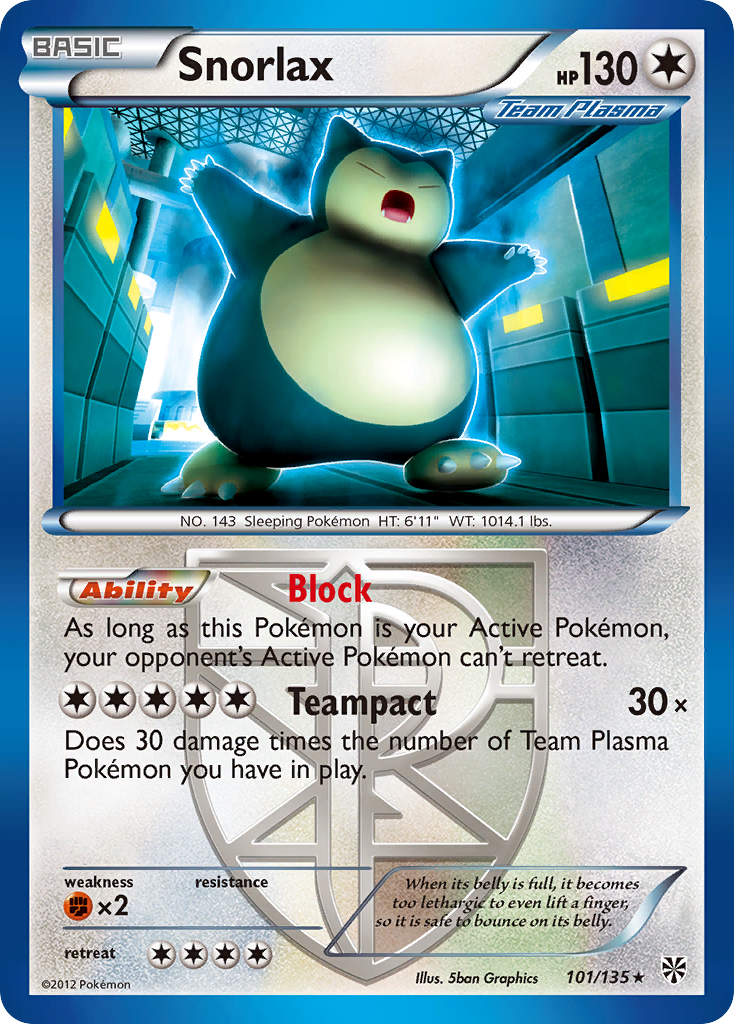 BASIC
Snorlax
HP 130
Team Plasma
NO. 143 Sleeping Pokémon HT: 6'11" WT: 1014.1 lbs.
Ability Block
As long as this Pokémon is your Active Pokémon,
your opponent's Active Pokémon can't retreat.
Teampact 30×
Does 30 damage times the number of Team Plasma
Pokémon you have in play.
weakness resistance
×2
When its belly is full, it becomes
too lethargic to even lift a finger,
so it is safe to bounce on its belly.
retreat
©2012 Pokémon
Illus. 5ban Graphics 101/135 ★